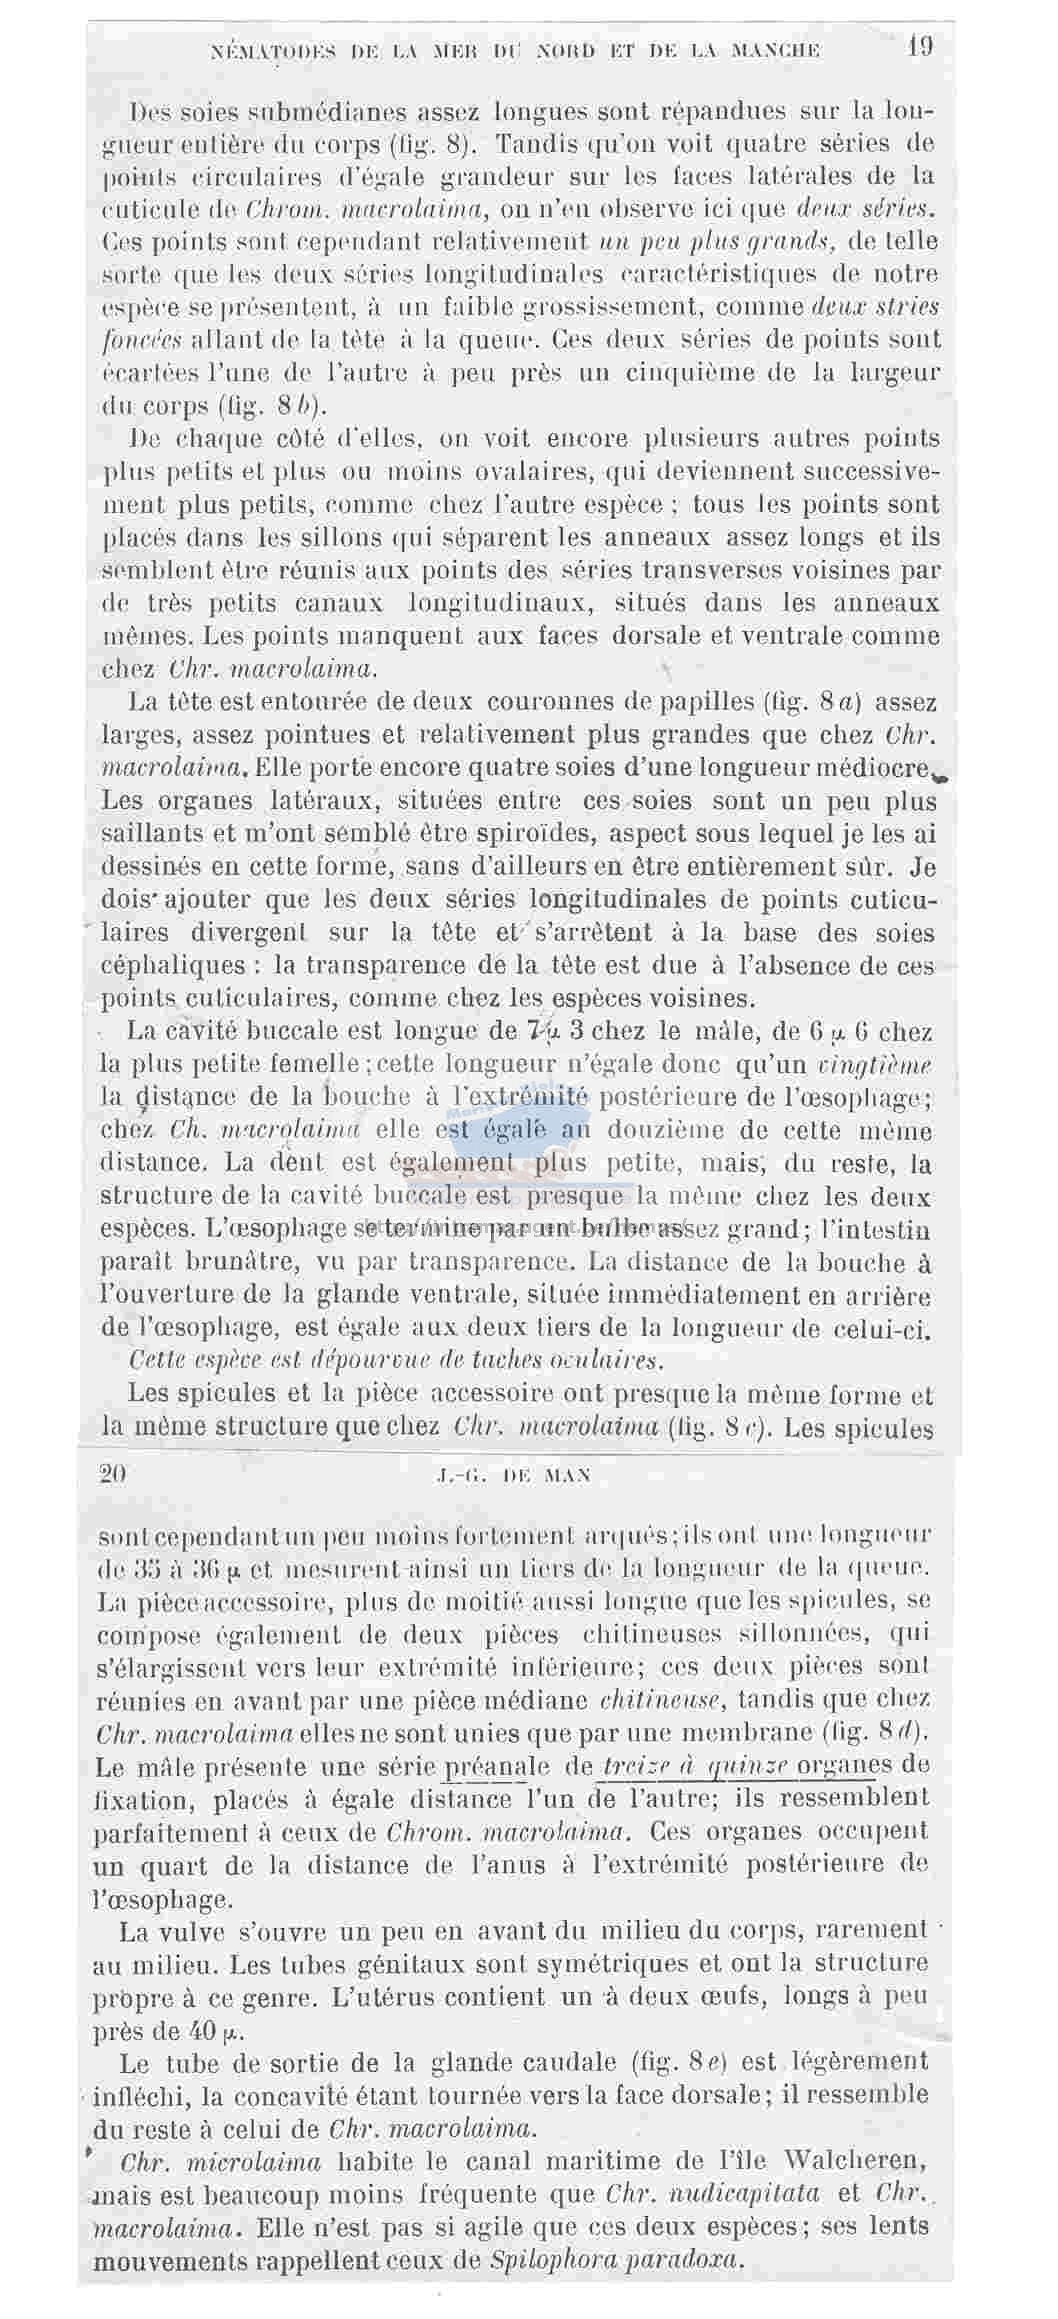 NÉMATODES DE LA MER DU NORD ET DE LA MANCHE 19
Des soies submédianes assez longues sont répandues sur la lon-
gueur entière du corps (fig. 8). Tandis qu'on voit quatre séries de
points circulaires d'égale grandeur sur les faces latérales de la
cuticule de Chrom. macrolaima, on n'en observe ici que deux séries.
Ces points sont cependant relativement un peu plus grands, de telle
sorte que les deux séries longitudinales caractéristiques de notre
espèce se présentent, à un faible grossissement, comme deux stries
foncées allant de la tête à la queue. Ces deux séries de points sont
écartées l'une de l'autre à peu près un cinquième de la largeur
du corps (fig. 8 b).
De chaque côté d'elles, on voit encore plusieurs autres points
plus petits et plus ou moins ovalaires, qui deviennent successive-
ment plus petits, comme chez l'autre espèce ; tous les points sont
placés dans les sillons qui séparent les anneaux assez longs et ils
semblent être réunis aux points des séries transverses voisines par
de très petits canaux longitudinaux, situés dans les anneaux
mêmes. Les points manquent aux faces dorsale et ventrale comme
chez Chr. macrolaima.
La tête est entourée de deux couronnes de papilles (fig. 8 a) assez
larges, assez pointues et relativement plus grandes que chez Chr.
macrolaima. Elle porte encore quatre soies d'une longueur médiocre.
Les organes latéraux, situées entre ces soies sont un peu plus
saillants et m'ont semblé être spiroïdes, aspect sous lequel je les ai
dessinés en cette forme, sans d'ailleurs en être entièrement sûr. Je
dois ajouter que les deux séries longitudinales de points cuticu-
laires divergent sur la tête et s'arrêtent à la base des soies
céphaliques : la transparence de la tête est due à l'absence de ces
points cuticulaires, comme chez les espèces voisines.
La cavité buccale est longue de 7 μ 3 chez le mâle, de 6 μ 6 chez
la plus petite femelle ; cette longueur n'égale donc qu'un vingtième
la distance de la bouche à l'extrémité postérieure de l'œsophage ;
chez Ch. macrolaima elle est égale au douzième de cette même
distance. La dent est également plus petite, mais, du reste, la
structure de la cavité buccale est presque la même chez les deux
espèces. L'œsophage se termine par un bulbe assez grand ; l'intestin
paraît brunâtre, vu par transparence. La distance de la bouche à
l'ouverture de la glande ventrale, située immédiatement en arrière
de l'œsophage, est égale aux deux tiers de la longueur de celui-ci.
Cette espèce est dépourvue de taches oculaires.
Les spicules et la pièce accessoire ont presque la même forme et
la même structure que chez Chr. macrolaima (fig. 8 c). Les spicules
20 J.-G. DE MAN
sont cependant un peu moins fortement arqués ; ils ont une longueur
de 35 à 36 μ et mesurent ainsi un tiers de la longueur de la queue.
La pièce accessoire, plus de moitié aussi longue que les spicules, se
compose également de deux pièces chitineuses sillonnées, qui
s'élargissent vers leur extrémité inférieure ; ces deux pièces sont
réunies en avant par une pièce médiane chitineuse, tandis que chez
Chr. macrolaima elles ne sont unies que par une membrane (fig. 8 d).
Le mâle présente une série préanale de treize à quinze organes de
fixation, placés à égale distance l'un de l'autre ; ils ressemblent
parfaitement à ceux de Chrom. macrolaima. Ces organes occupent
un quart de la distance de l'anus à l'extrémité postérieure de
l'œsophage.
La vulve s'ouvre un peu en avant du milieu du corps, rarement
au milieu. Les tubes génitaux sont symétriques et ont la structure
propre à ce genre. L'utérus contient un à deux œufs, longs à peu
près de 40 μ.
Le tube de sortie de la glande caudale (fig. 8 e) est légèrement
infléchi, la concavité étant tournée vers la face dorsale ; il ressemble
du reste à celui de Chr. macrolaima.
Chr. microlaima habite le canal maritime de l'île Walcheren,
mais est beaucoup moins fréquente que Chr. nudicapitata et Chr.
macrolaima. Elle n'est pas si agile que ces deux espèces ; ses lents
mouvements rappellent ceux de Spilophora paradoxa.